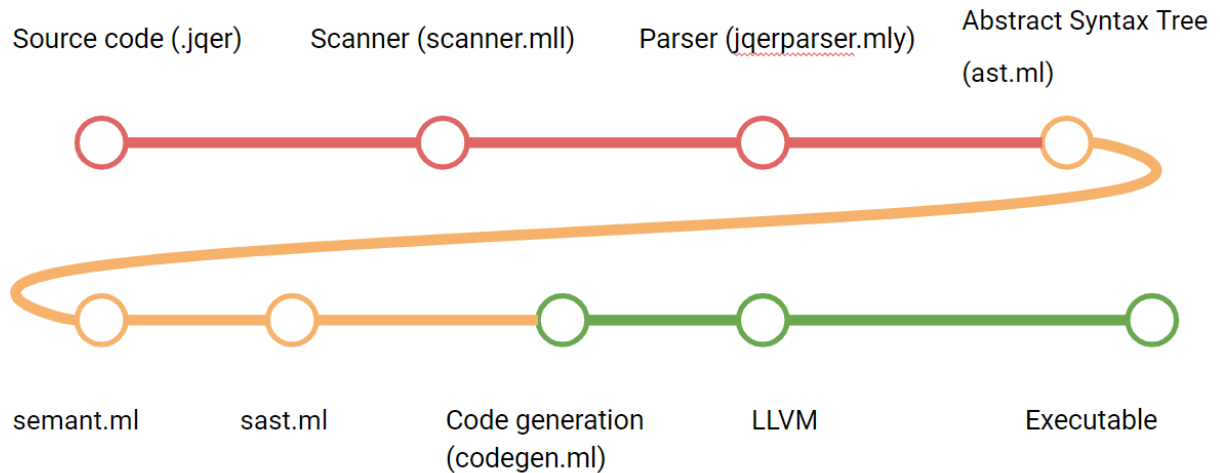 Source code (.jqer)
Scanner (scanner.mll)
Parser (jqerparser.mly)
Abstract Syntax Tree
(ast.ml)
semant.ml
sast.ml
Code generation
(codegen.ml)
LLVM
Executable